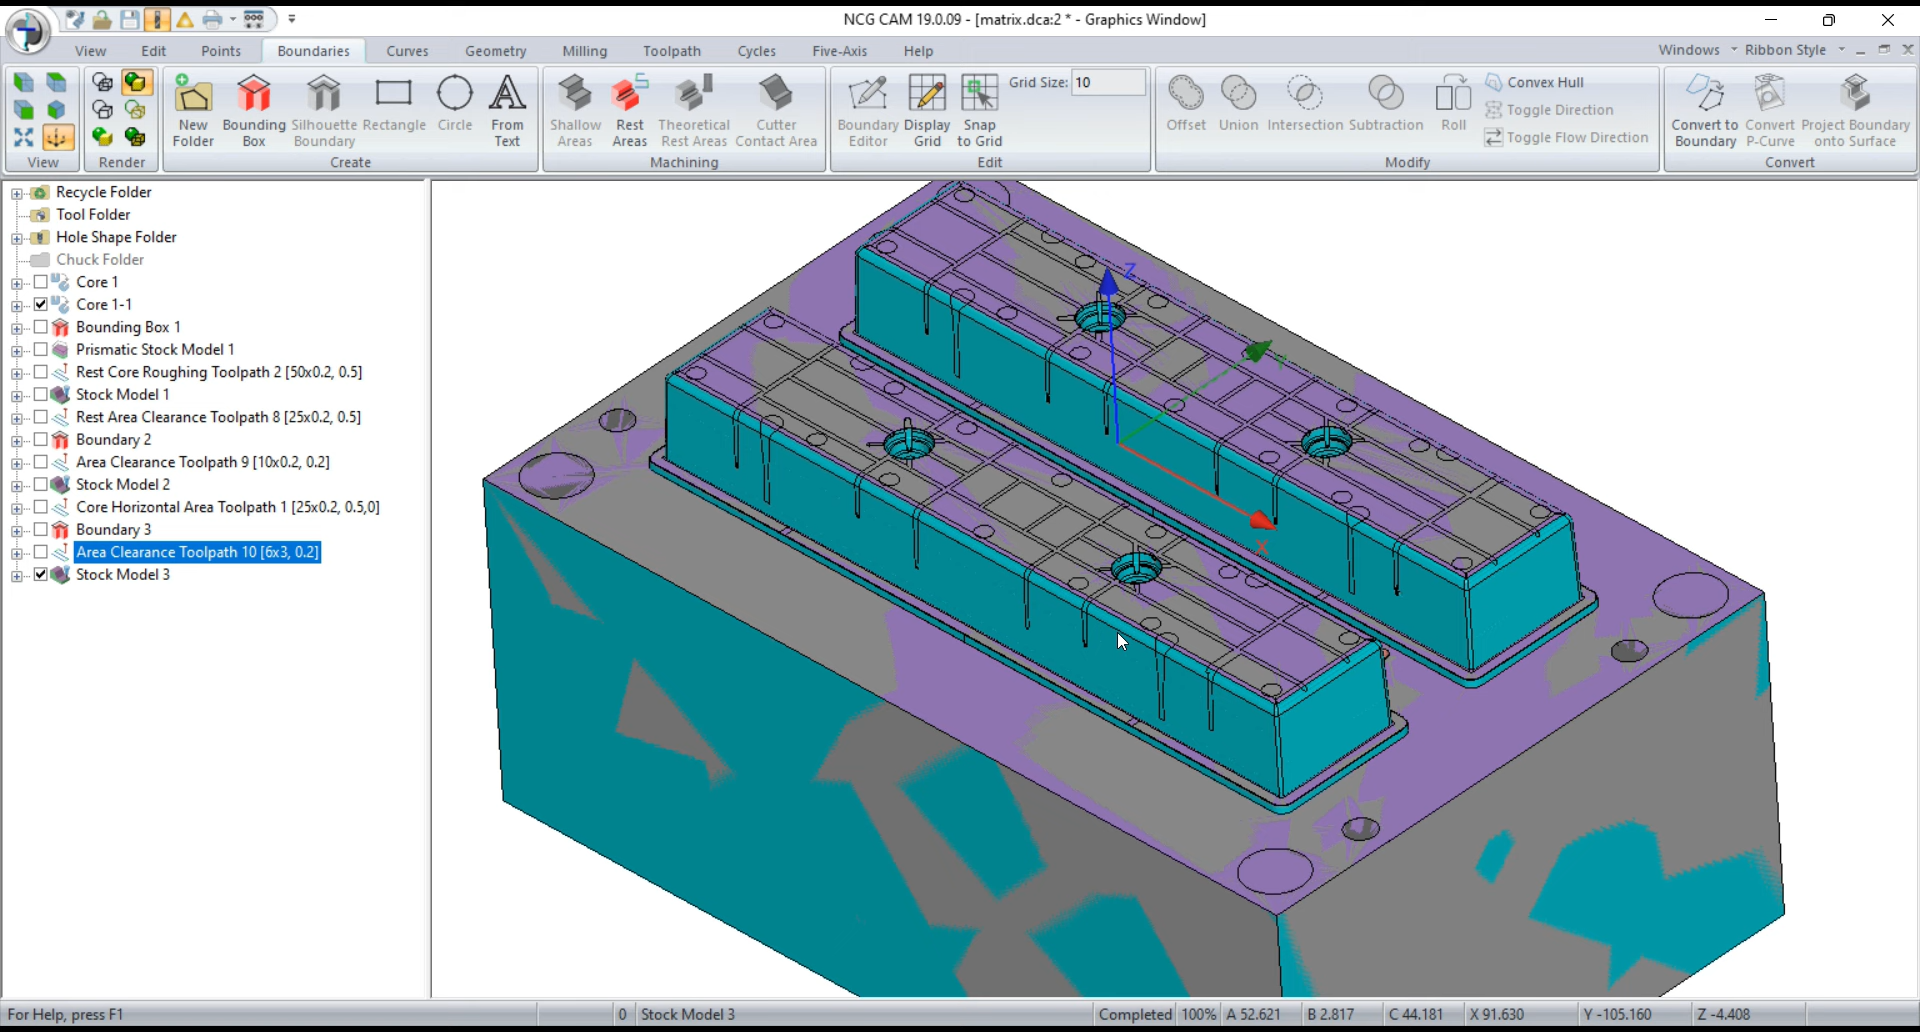 NCG CAM 19.0.09 - [matrix.dca:2 * - Graphics Window]
View Edit Points Boundaries Curves Geometry Milling Toolpath Cycles Five-Axis Help Windows Ribbon Style
New Folder
Bounding Box
Silhouette Boundary
Rectangle
Circle
From Text
Shallow Areas
Rest Areas
Theoretical Rest Areas
Cutter Contact Area
Boundary Editor
Display Grid
Snap to Grid
Grid Size: 10
Offset
Union
Intersection
Subtraction
Roll
Convex Hull
Toggle Direction
Toggle Flow Direction
Convert to Boundary
Convert P-Curve
Project Boundary onto Surface
View Render Create Machining Edit Modify Convert
Recycle Folder
Tool Folder
Hole Shape Folder
Chuck Folder
Core 1
Core 1-1
Bounding Box 1
Prismatic Stock Model 1
Rest Core Roughing Toolpath 2 [50x0.2, 0.5]
Stock Model 1
Rest Area Clearance Toolpath 8 [25x0.2, 0.5]
Boundary 2
Area Clearance Toolpath 9 [10x0.2, 0.2]
Stock Model 2
Core Horizontal Area Toolpath 1 [25x0.2, 0.5,0]
Boundary 3
Area Clearance Toolpath 10 [6x3, 0.2]
Stock Model 3
Z
Y
X
For Help, press F1 0 Stock Model 3 Completed 100% A 52.621 B 2.817 C 44.181 X 91.630 Y -105.160 Z -4.408